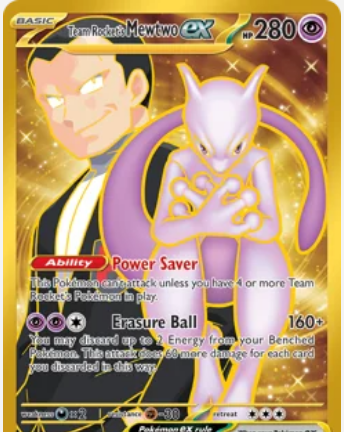 BASIC
Team Rocket's Mewtwo ex HP 280
Ability Power Saver
This Pokémon can attack unless you have 4 or more Team
Rocket's Pokémon in play.
Erasure Ball 160+
You may discard up to 2 Energy from your Benched
Pokémon. This attack does 60 more damage for each card
you discarded in this way.
weakness ×2 resistance -30 retreat
Pokémon ex rule